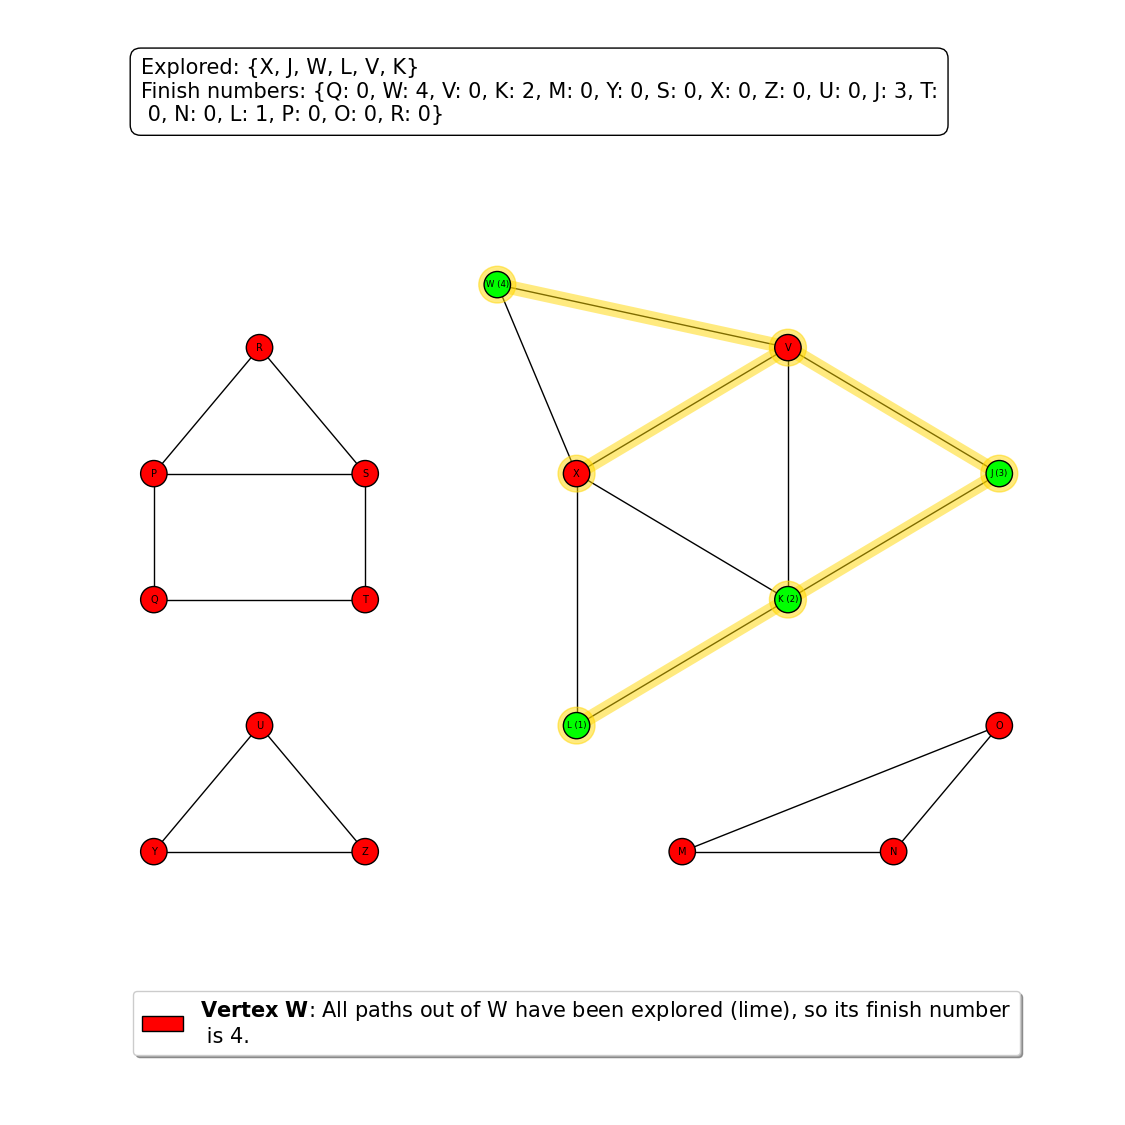 Explored: {X, J, W, L, V, K}
Finish numbers: {Q: 0, W: 4, V: 0, K: 2, M: 0, Y: 0, S: 0, X: 0, Z: 0, U: 0, J: 3, T:
0, N: 0, L: 1, P: 0, O: 0, R: 0}
W (4)
R
V
P
S
X
J (3)
Q
T
K (2)
U
L (1)
O
Y
Z
M
N
Vertex W: All paths out of W have been explored (lime), so its finish number
is 4.